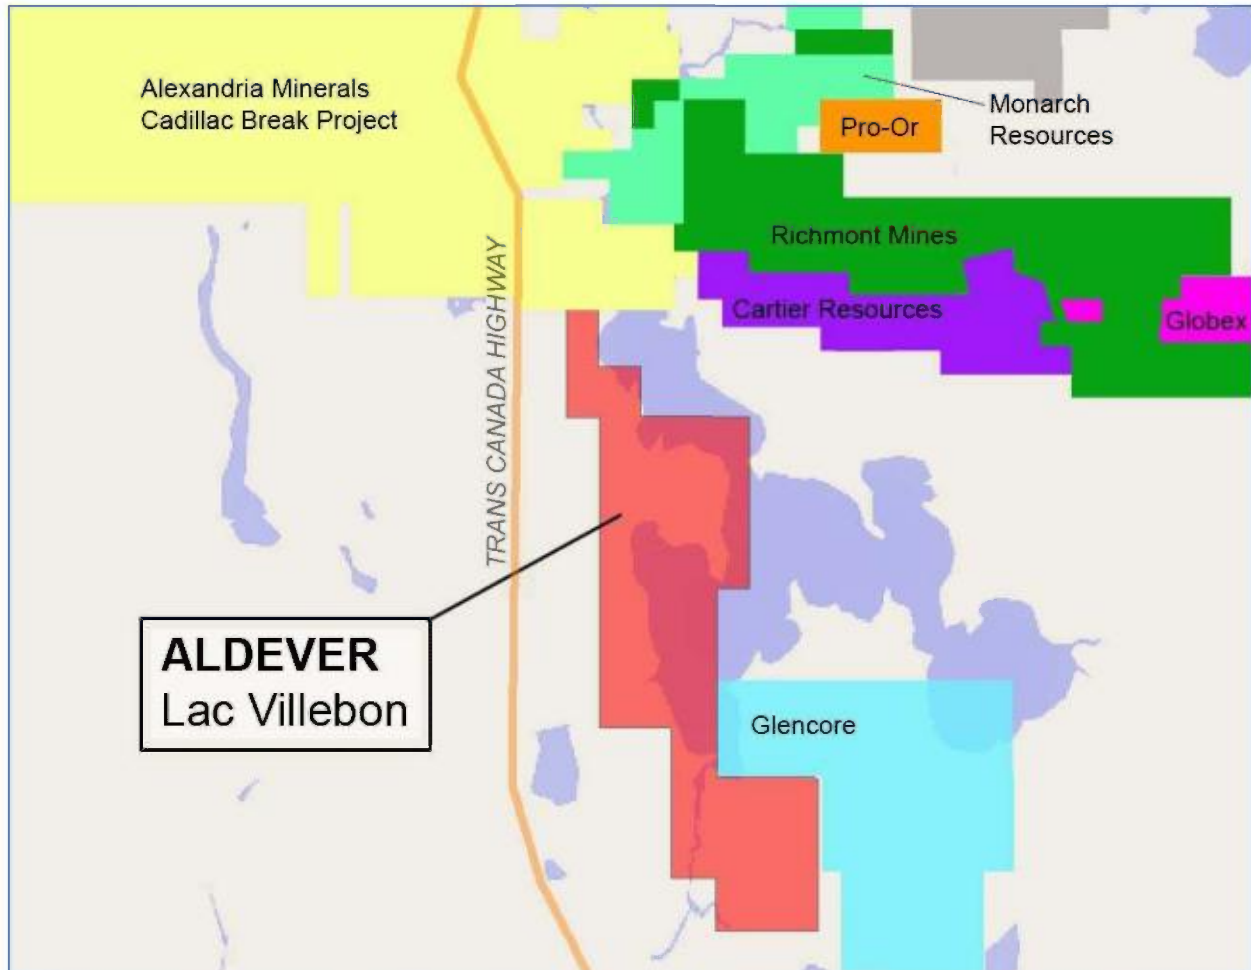 Alexandria Minerals
Cadillac Break Project
Monarch
Resources
Pro-Or
Richmont Mines
Cartier Resources
Globex
TRANS CANADA HIGHWAY
ALDEVER
Lac Villebon
Glencore